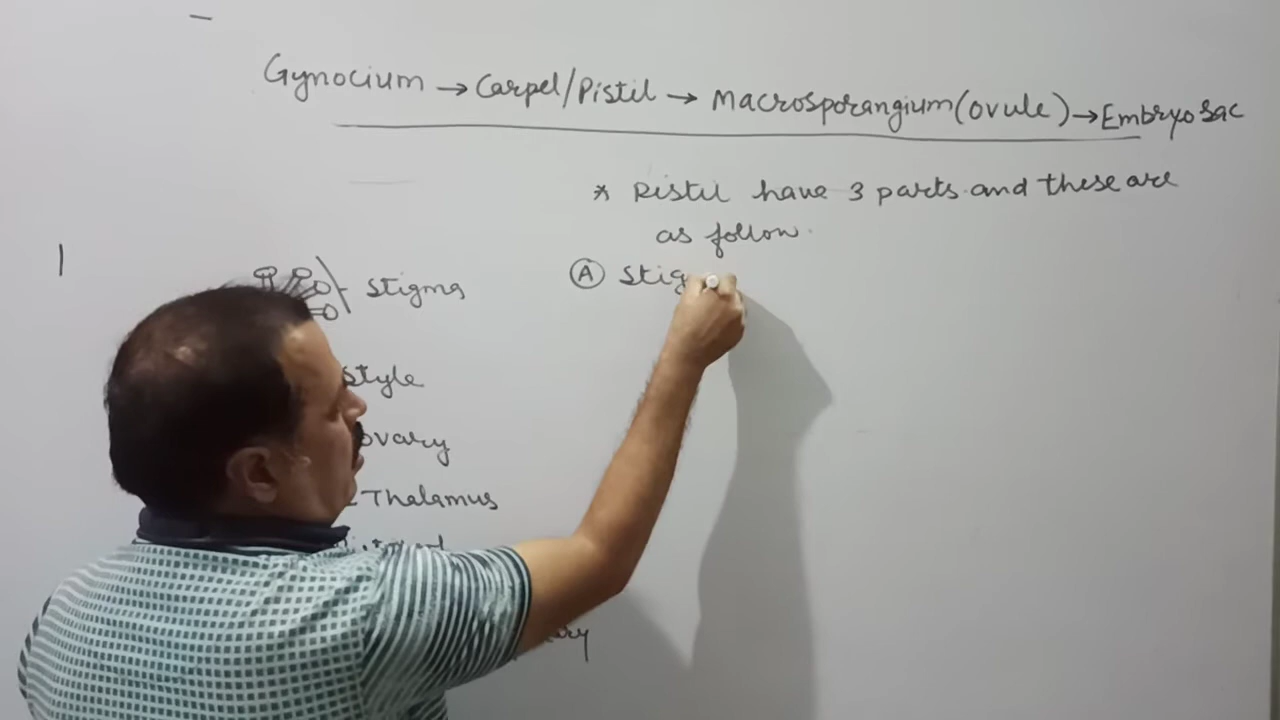 Gynocium → Carpel/Pistil → Macrosporangium(ovule) → Embryo Sac
* Pistil have 3 parts and these are
as follow.
Stigma
Ⓐ Stig
Style
ovary
Thalamus